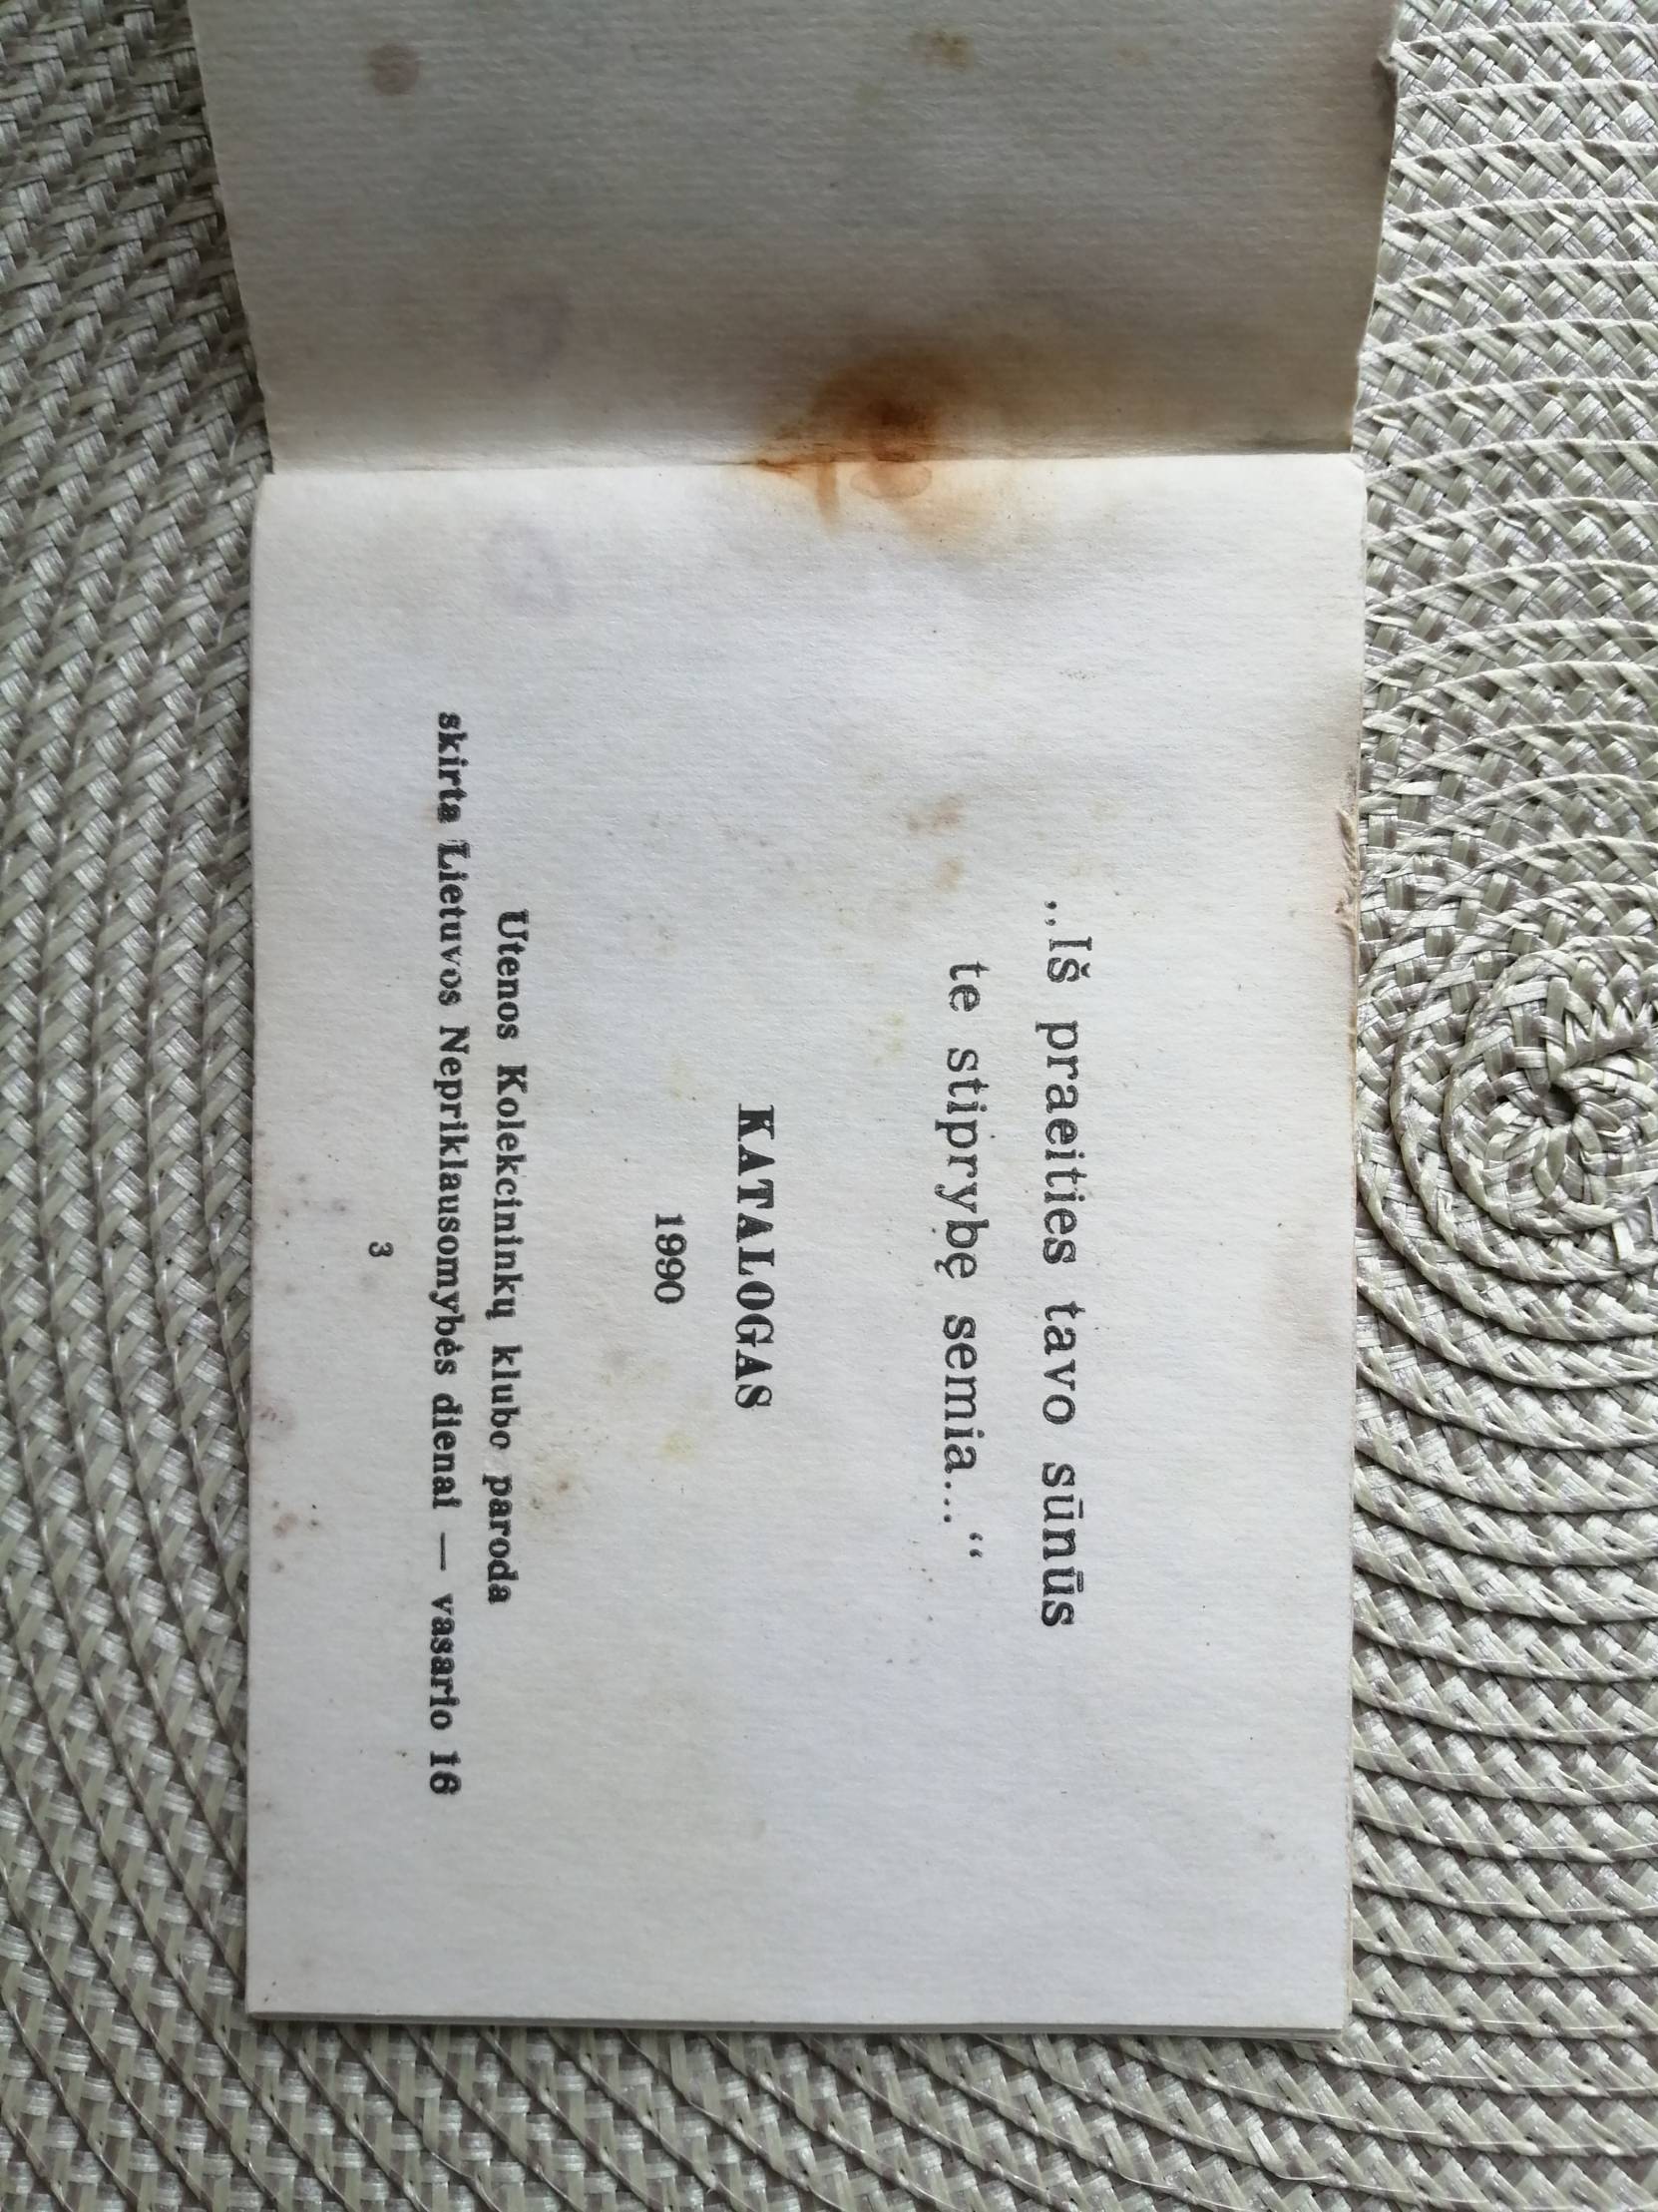 „Iš praeities tavo sūnūs
te stiprybę semia...“
KATALOGAS
1990
Utenos Kolekcininkų klubo paroda
skirta Lietuvos Nepriklausomybės dienai — vasario 16
3